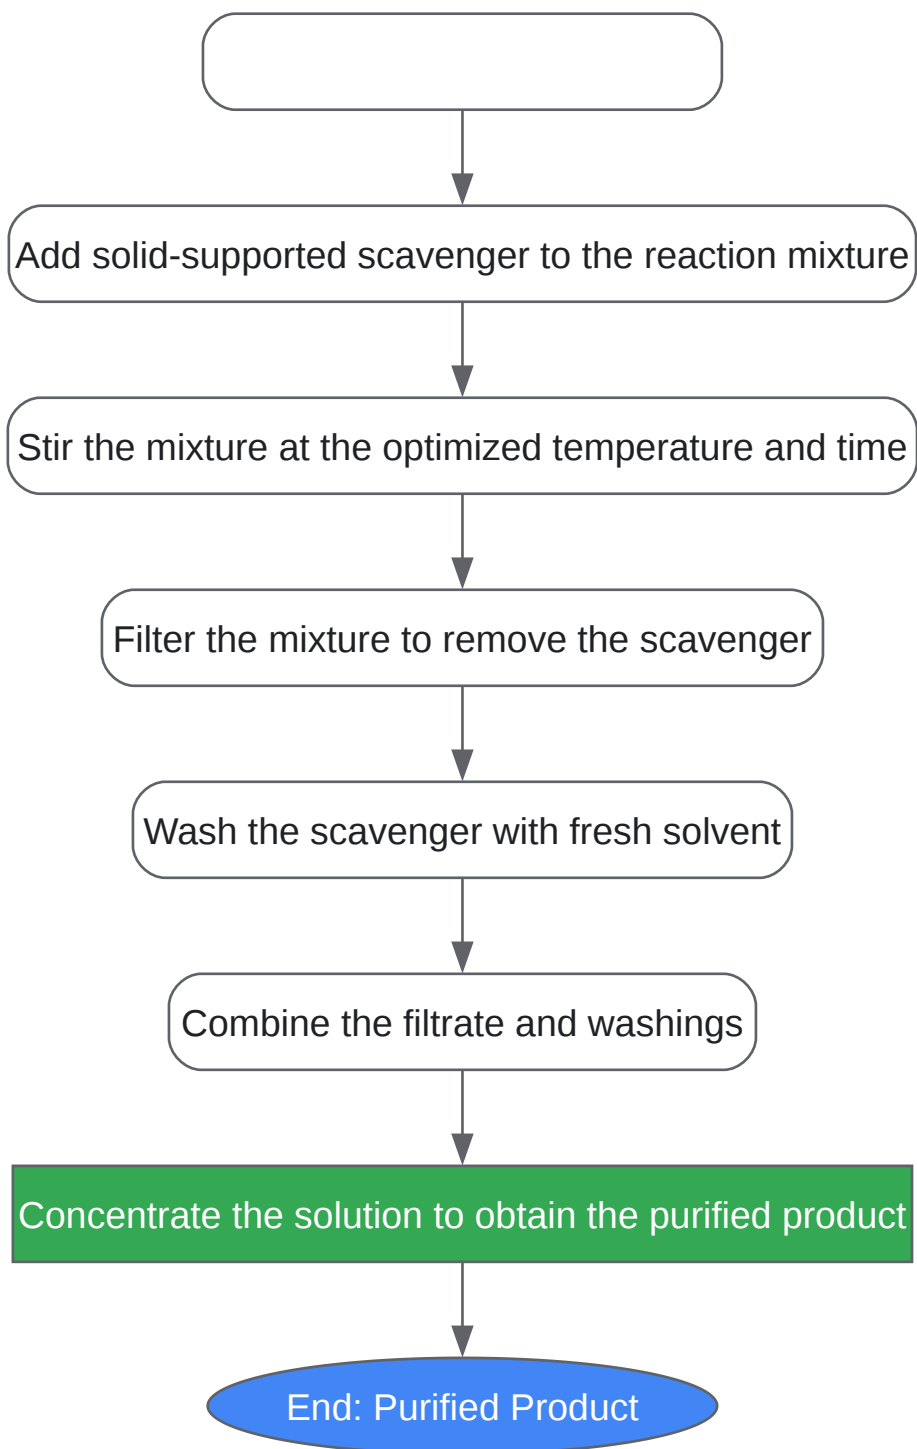 Add solid-supported scavenger to the reaction mixture
Stir the mixture at the optimized temperature and time
Filter the mixture to remove the scavenger
Wash the scavenger with fresh solvent
Combine the filtrate and washings
Concentrate the solution to obtain the purified product
End: Purified Product